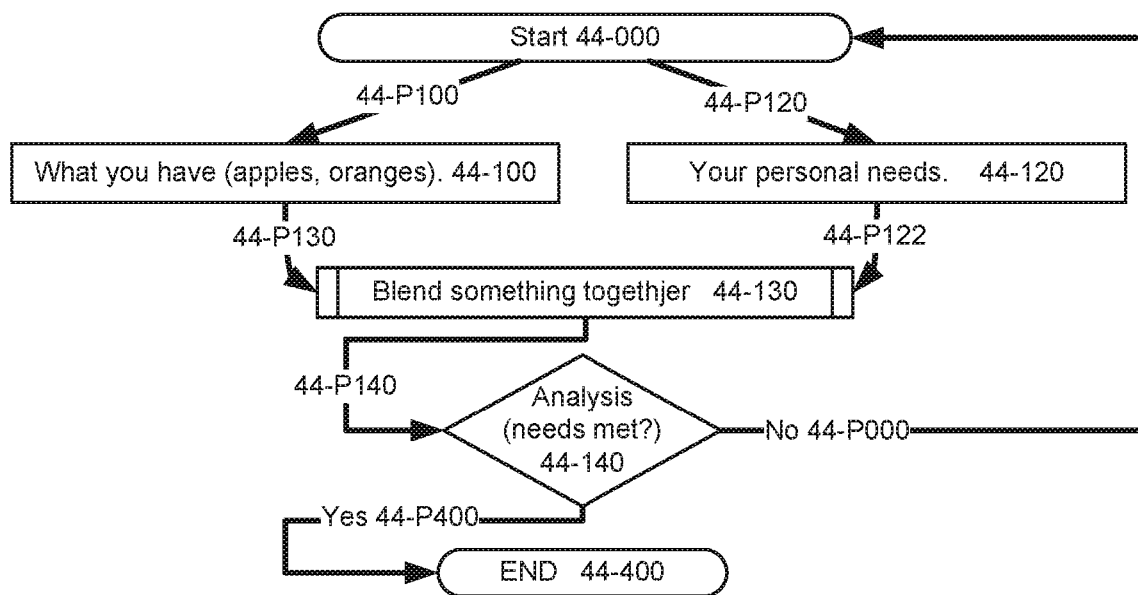 Start 44-000
44-P100
44-P120
What you have (apples, oranges). 44-100
Your personal needs. 44-120
44-P130
44-P122
Blend something togethjer 44-130
44-P140
Analysis
(needs met?)
44-140
No 44-P000
Yes 44-P400
END 44-400